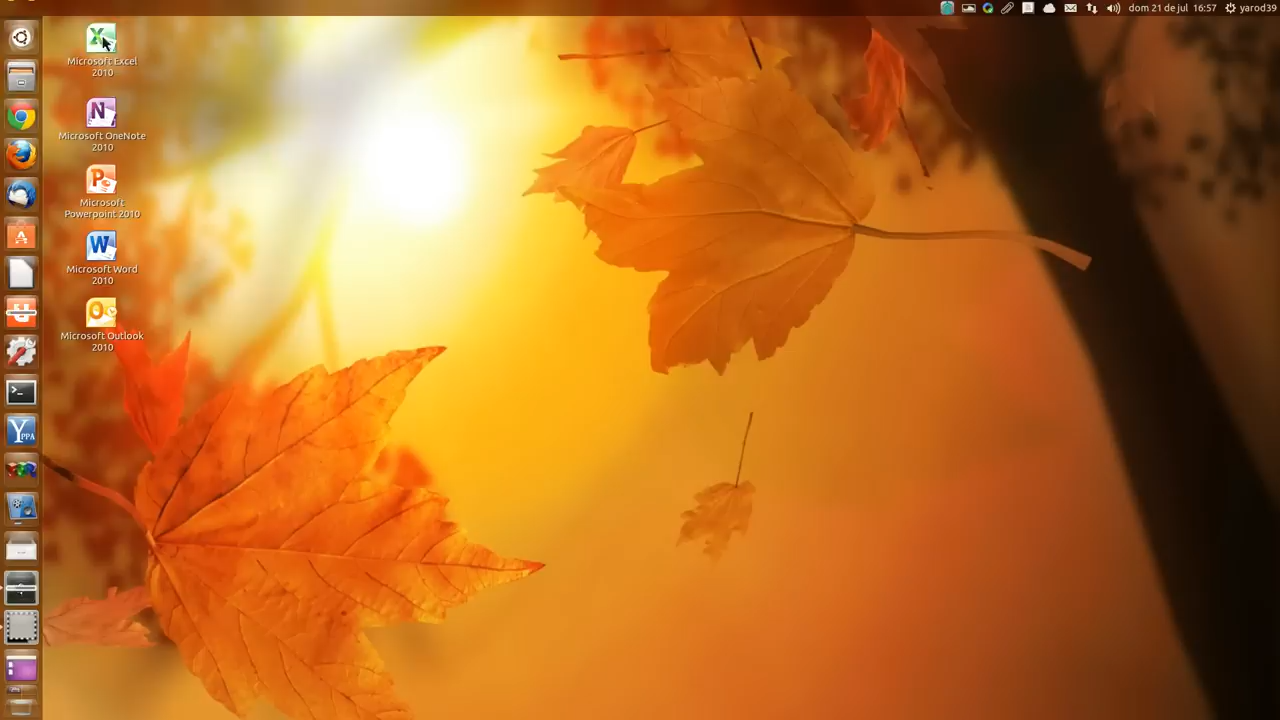 dom 21 de jul 16:57 yarod39
Microsoft Excel
2010
Microsoft OneNote
2010
Microsoft
Powerpoint 2010
Microsoft Word
2010
Microsoft Outlook
2010
YPPA